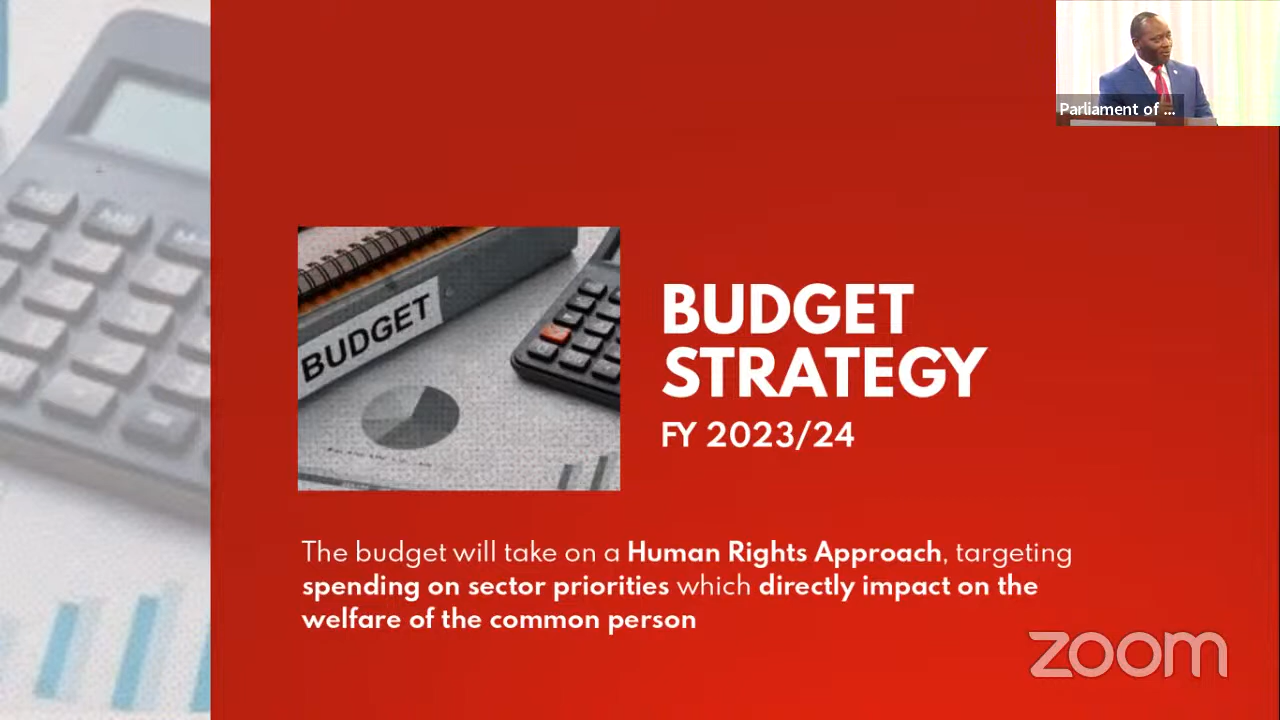 Parliament of ...
BUDGET
BUDGET
STRATEGY
FY 2023/24
The budget will take on a Human Rights Approach, targeting
spending on sector priorities which directly impact on the
welfare of the common person
zoom